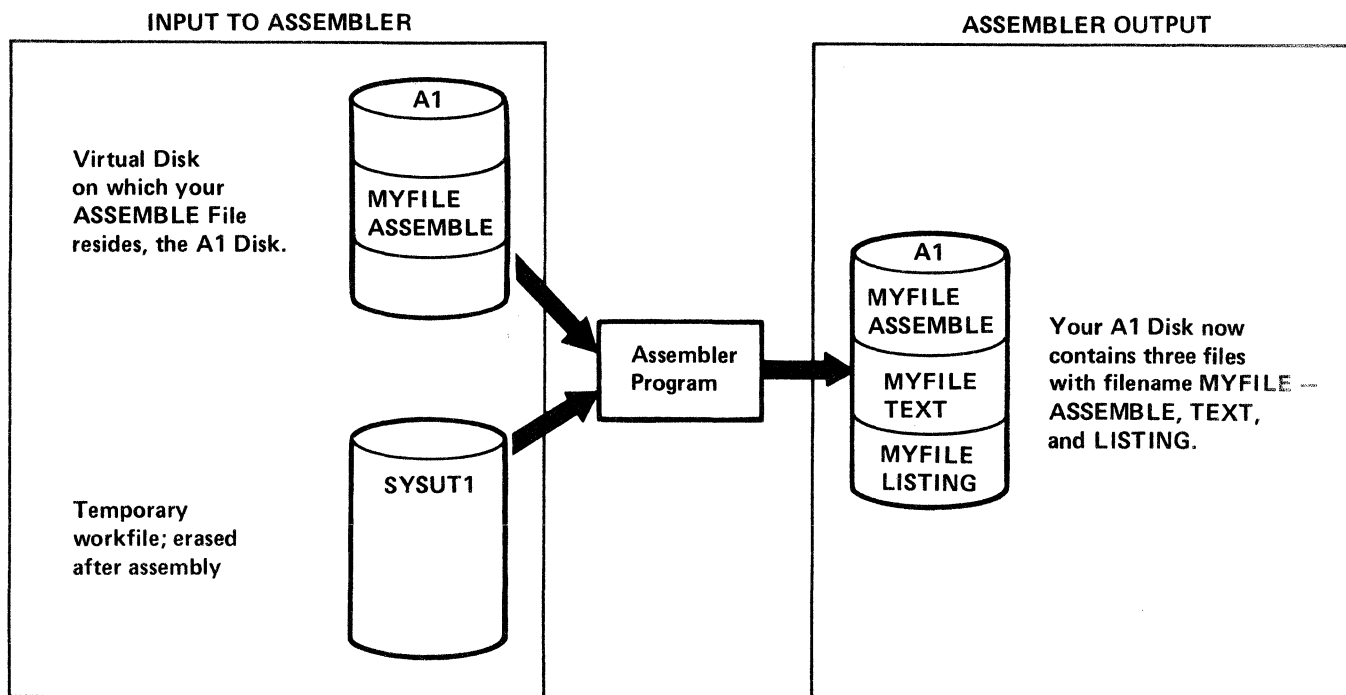 INPUT TO ASSEMBLER
A1
Virtual Disk
on which your
ASSEMBLE File
resides, the A1 Disk.
MYFILE
ASSEMBLE
SYSUT1
Temporary
workfile; erased
after assembly
Assembler
Program
ASSEMBLER OUTPUT
A1
MYFILE
ASSEMBLE
MYFILE
TEXT
MYFILE
LISTING
Your A1 Disk now
contains three files
with filename MYFILE —
ASSEMBLE, TEXT,
and LISTING.